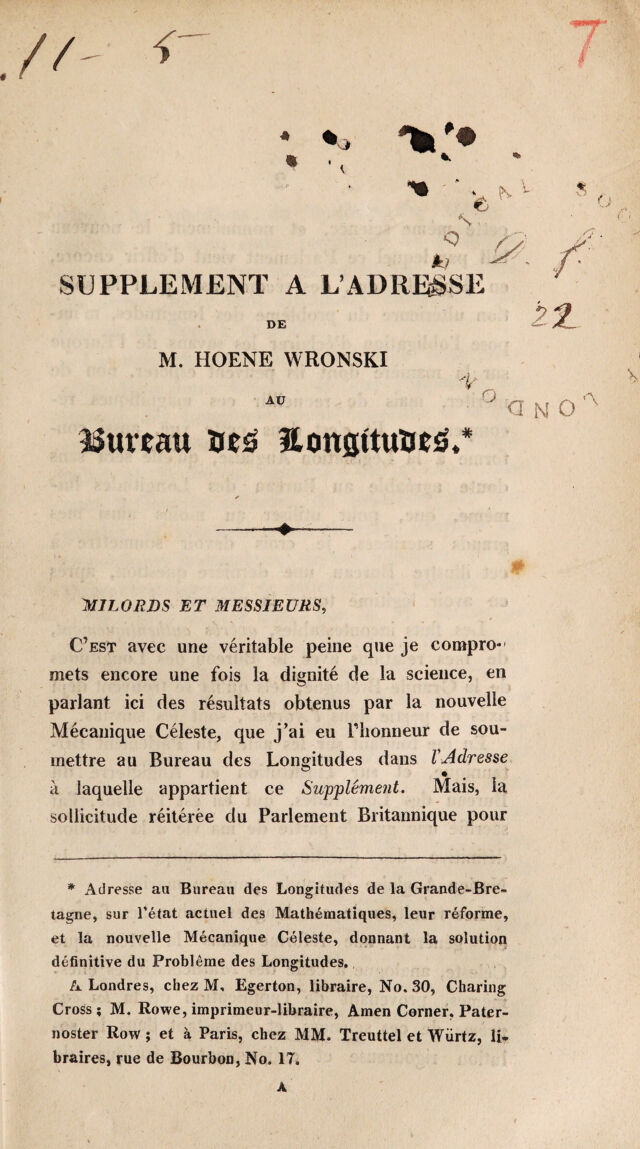 11- 5
7
SUPPLEMENT A L'ADRESSE
DE
M. HOENE WRONSKI
AU
Bureau des Longitudes.*
22
MILORDS ET MESSIEURS,
C'EST avec une véritable peine que je compro-
mets encore une fois la dignité de la science, en
parlant ici des résultats obtenus par la nouvelle
Mécanique Céleste, que j'ai eu l'honneur de sou-
mettre au Bureau des Longitudes dans l'Adresse
à laquelle appartient ce Supplément. Mais, la
sollicitude réitérée du Parlement Britannique pour
* Adresse au Bureau des Longitudes de la Grande-Bre-
tagne, sur l'état actuel des Mathématiques, leur réforme,
et la nouvelle Mécanique Céleste, donnant la solution
définitive du Problême des Longitudes.
A Londres, chez M. Egerton, libraire, No. 30, Charing
Cross; M. Rowe, imprimeur-libraire, Amen Corner, Pater-
noster Row; et à Paris, chez MM. Treuttel et Würtz, li-
braires, rue de Bourbon, No. 17.
A